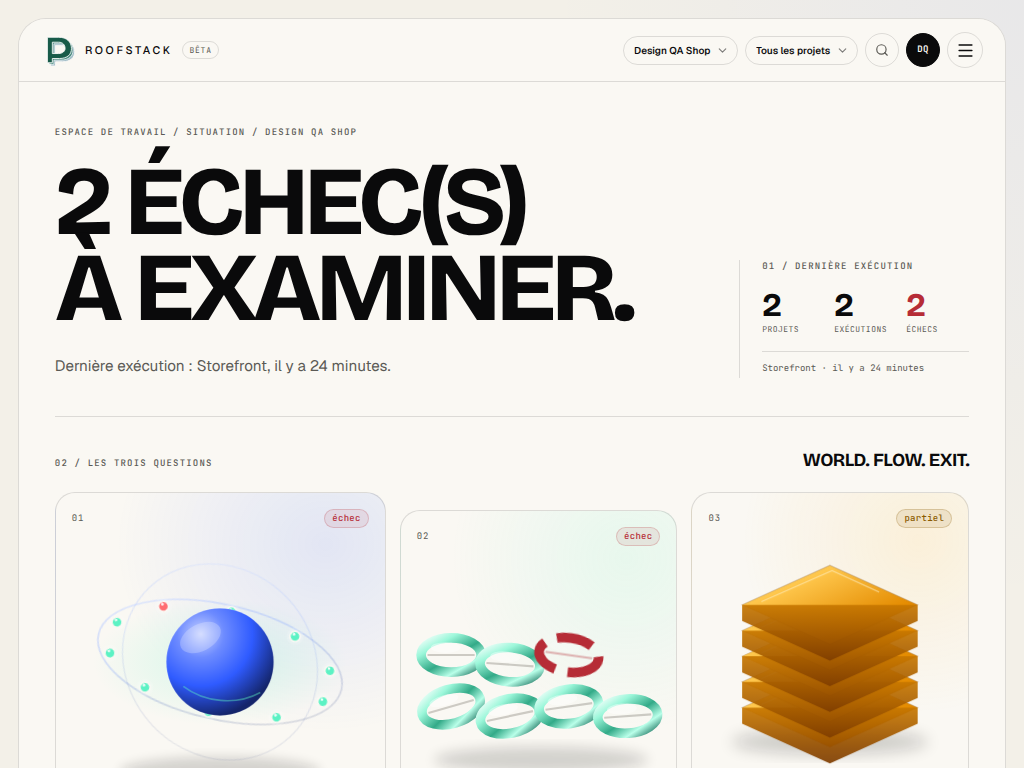 ROOFSTACK BÊTA Design QA Shop Tous les projets DQ
ESPACE DE TRAVAIL / SITUATION / DESIGN QA SHOP
2 ÉCHEC(S)
À EXAMINER.
Dernière exécution : Storefront, il y a 24 minutes.
01 / DERNIÈRE EXÉCUTION
2 2 2
PROJETS EXÉCUTIONS ÉCHECS
Storefront · il y a 24 minutes
02 / LES TROIS QUESTIONS
WORLD. FLOW. EXIT.
01 échec
02 échec
03 partiel